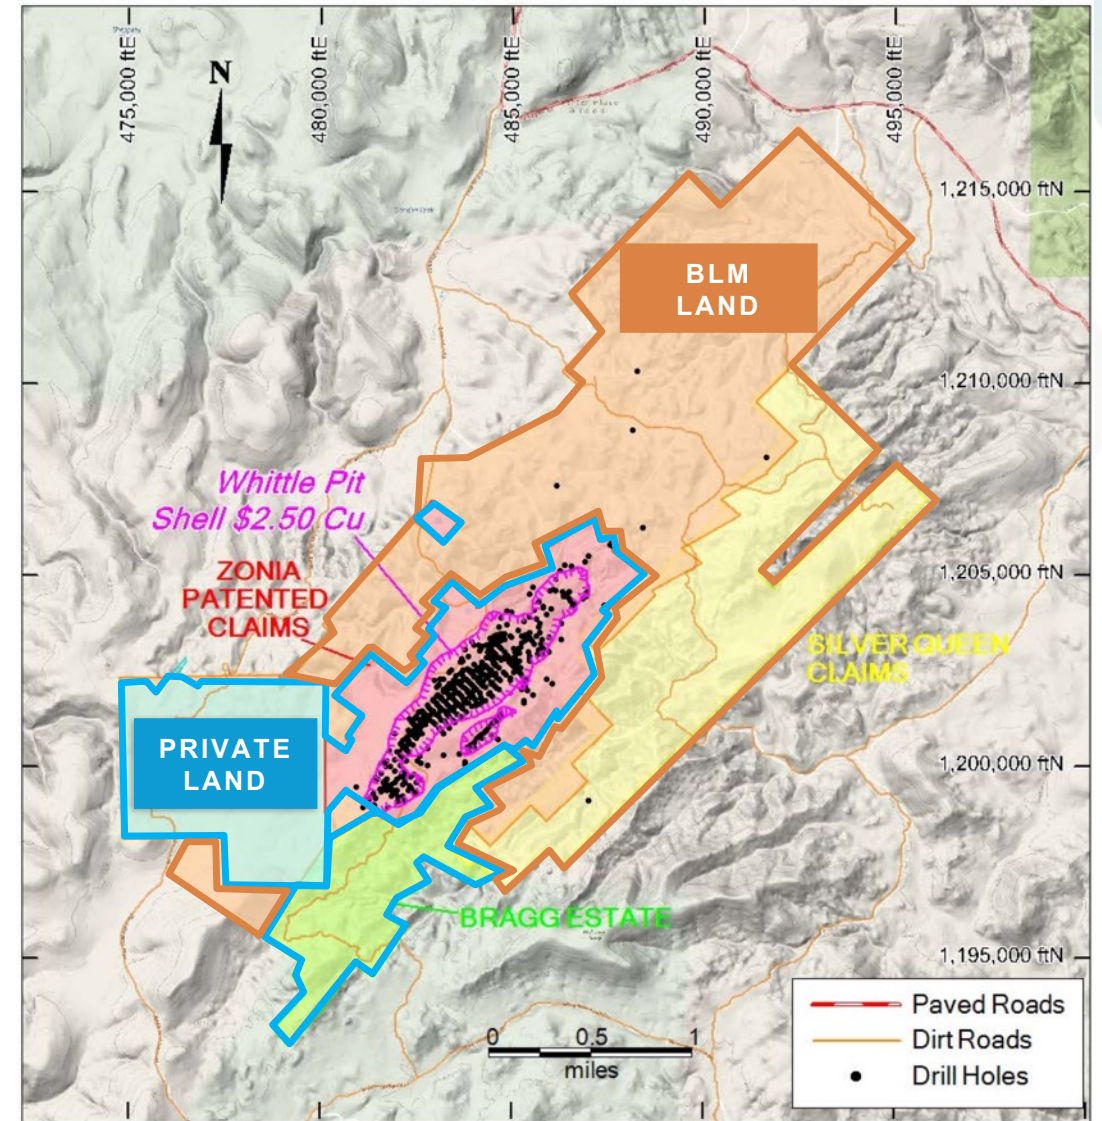 475,000 ftE
480,000 ftE
485,000 ftE
490,000 ftE
495,000 ftE
N
1,215,000 ftN
BLM
LAND
1,210,000 ftN
Whittle Pit
Shell $2.50 Cu
ZONIA
PATENTED
CLAIMS
1,205,000 ftN
SILVER QUEEN
CLAIMS
PRIVATE
LAND
1,200,000 ftN
BRAGG ESTATE
1,195,000 ftN
0 0.5 1
miles
Paved Roads
Dirt Roads
Drill Holes